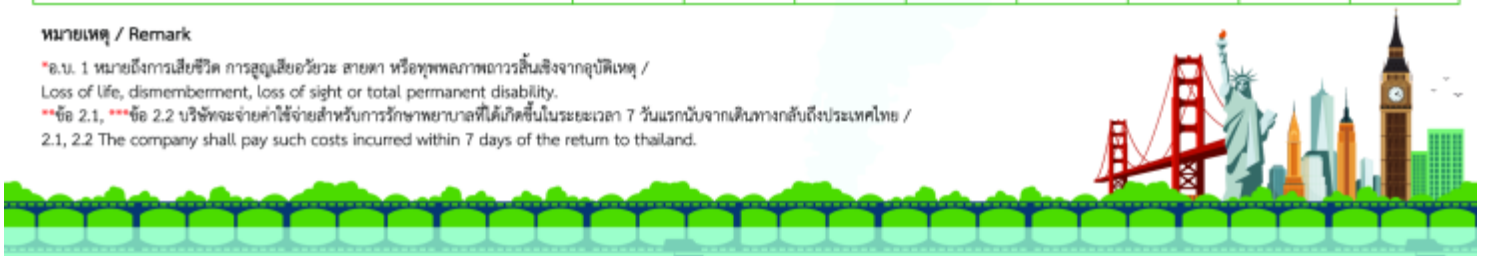 หมายเหตุ / Remark
*อ.บ. 1 หมายถึงการเสียชีวิต การสูญเสียอวัยวะ สายตา หรือทุพพลภาพถาวรสิ้นเชิงจากอุบัติเหตุ /
Loss of life, dismemberment, loss of sight or total permanent disability.
**ข้อ 2.1, ***ข้อ 2.2 บริษัทจะจ่ายค่าใช้จ่ายสำหรับการรักษาพยาบาลที่ได้เกิดขึ้นในระยะเวลา 7 วันแรกนับจากเดินทางกลับถึงประเทศไทย /
2.1, 2.2 The company shall pay such costs incurred within 7 days of the return to thailand.